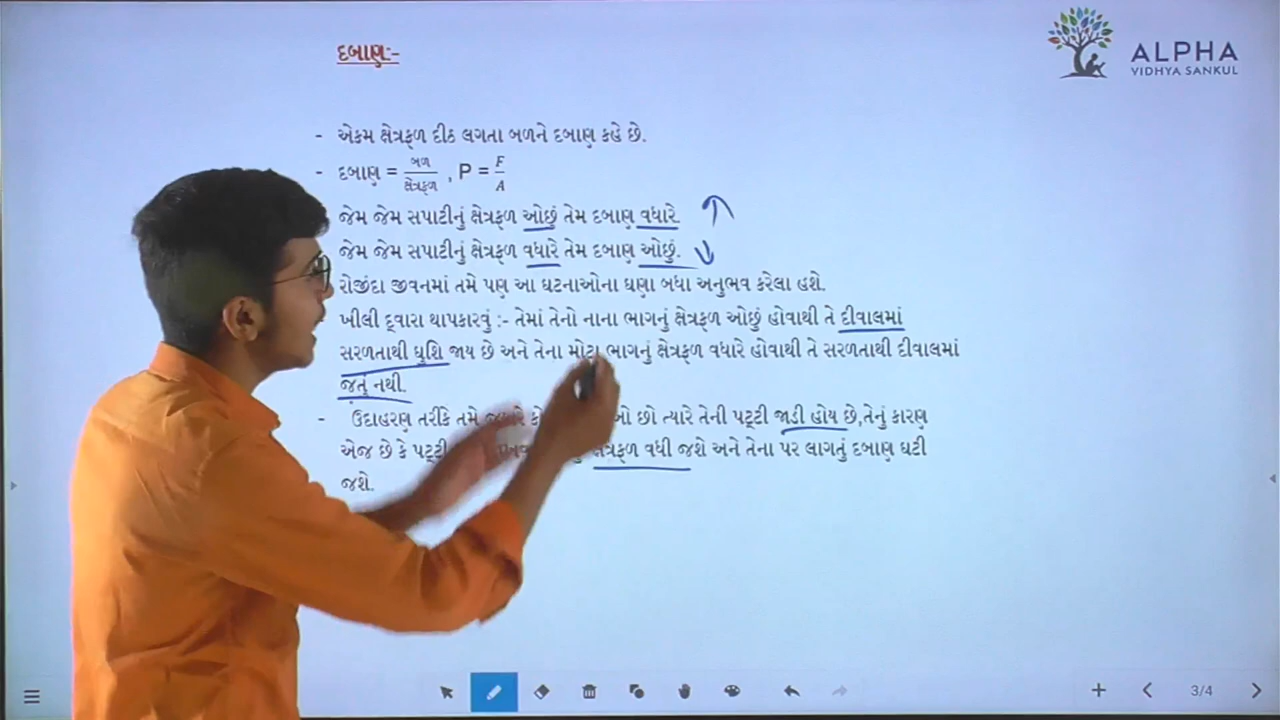 દબાણ:-
ALPHA
VIDHYA SANKUL
- એકમ ક્ષેત્રફળ દીઠ લગતા બળને દબાણ કહે છે.
- દબાણ = બળ/ક્ષેત્રફળ , P = F/A
જેમ જેમ સપાટીનું ક્ષેત્રફળ ઓછું તેમ દબાણ વધારે.
જેમ જેમ સપાટીનું ક્ષેત્રફળ વધારે તેમ દબાણ ઓછું.
રોજીંદા જીવનમાં તમે પણ આ ઘટનાઓના ઘણા બધા અનુભવ કરેલા હશે.
ખીલી દ્વારા થાપકારવું :- તેમાં તેનો નાના ભાગનું ક્ષેત્રફળ ઓછું હોવાથી તે દીવાલમાં
સરળતાથી ઘુશિ જાય છે અને તેના મોટા ભાગનું ક્ષેત્રફળ વધારે હોવાથી તે સરળતાથી દીવાલમાં
જતું નથી.
- ઉદાહરણ તરીકે તમે જ્યારે છો ત્યારે તેની પટ્ટી જાડી હોય છે,તેનું કારણ
એજ છે કે પટ્ટી ક્ષેત્રફળ વધી જશે અને તેના પર લાગતું દબાણ ઘટી
જશે.
3/4